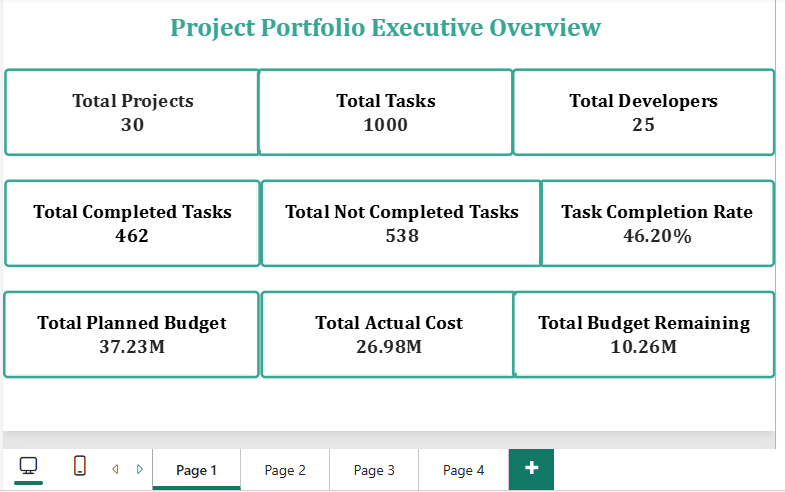 Project Portfolio Executive Overview
Total Projects
30
Total Tasks
1000
Total Developers
25
Total Completed Tasks
462
Total Not Completed Tasks
538
Task Completion Rate
46.20%
Total Planned Budget
37.23M
Total Actual Cost
26.98M
Total Budget Remaining
10.26M
Page 1
Page 2
Page 3
Page 4
+